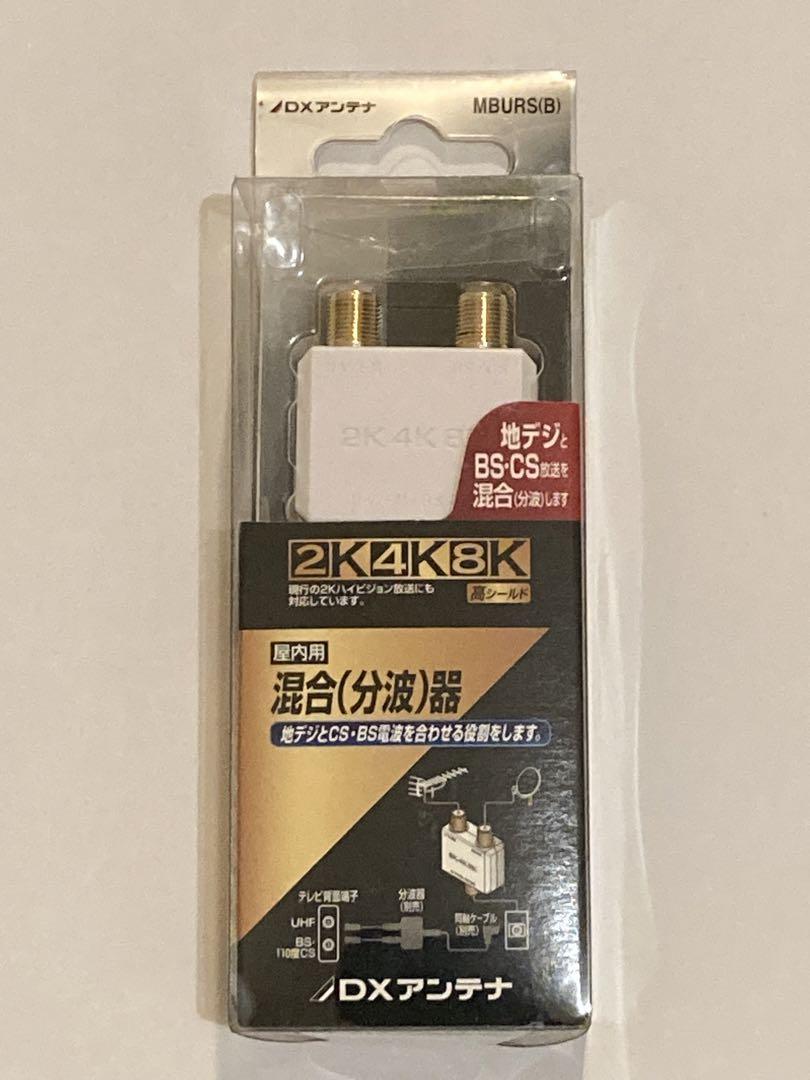 DXアンテナ
MBURS(B)
2K4K8
地デジと
BS・CS放送を
混合(分波)します
2K4K8K
現行の2Kハイビジョン放送にも
対応しています。
高シールド
屋内用
混合(分波)器
地デジとCS・BS電波を合わせる役割をします。
テレビ背面端子
UHF
BS・
110度CS
分波器
(別売)
同軸ケーブル
(別売)
DXアンテナ